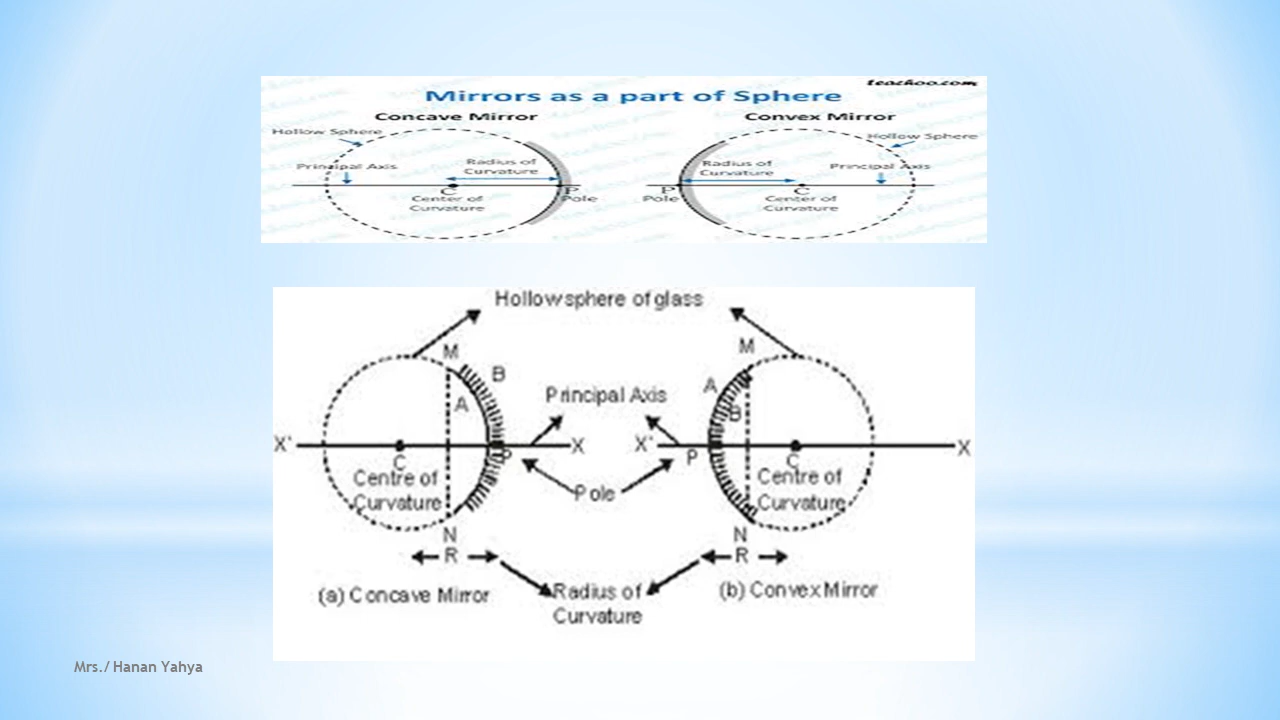 teachoo.com
Mirrors as a part of Sphere
Concave Mirror
Convex Mirror
Hollow Sphere
Hollow Sphere
Principal Axis
Radius of
Curvature
Radius of
Curvature
Principal Axis
C
P
P
C
Center of
Curvature
Pole
Pole
Center of
Curvature
Hollow sphere of glass
M
M
B
A
A
B
Principal Axis
X'
C
P
X
X'
P
C
X
Centre of
Curvature
Pole
Centre of
Curvature
N
N
R
R
(a) Concave Mirror
Radius of
Curvature
(b) Convex Mirror
Mrs./ Hanan Yahya